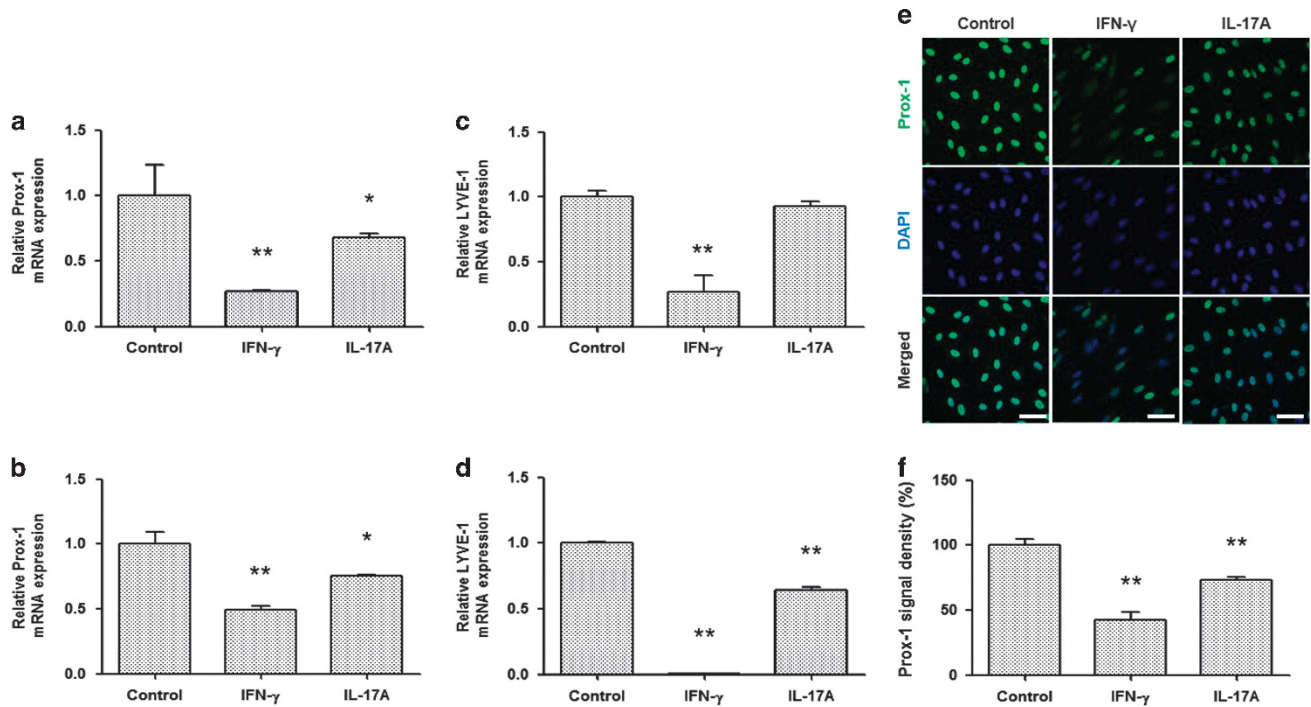 a
Relative Prox-1
mRNA expression
1.5
1.0
0.5
0.0
**
*
Control IFN-γ IL-17A
c
Relative LYVE-1
mRNA expression
1.5
1.0
0.5
0.0
**
Control IFN-γ IL-17A
e
Control IFN-γ IL-17A
Prox-1
DAPI
Merged
b
Relative Prox-1
mRNA expression
1.5
1.0
0.5
0.0
**
*
Control IFN-γ IL-17A
d
Relative LYVE-1
mRNA expression
1.5
1.0
0.5
0.0
**
**
Control IFN-γ IL-17A
f
Prox-1 signal density (%)
150
100
50
0
**
**
Control IFN-γ IL-17A